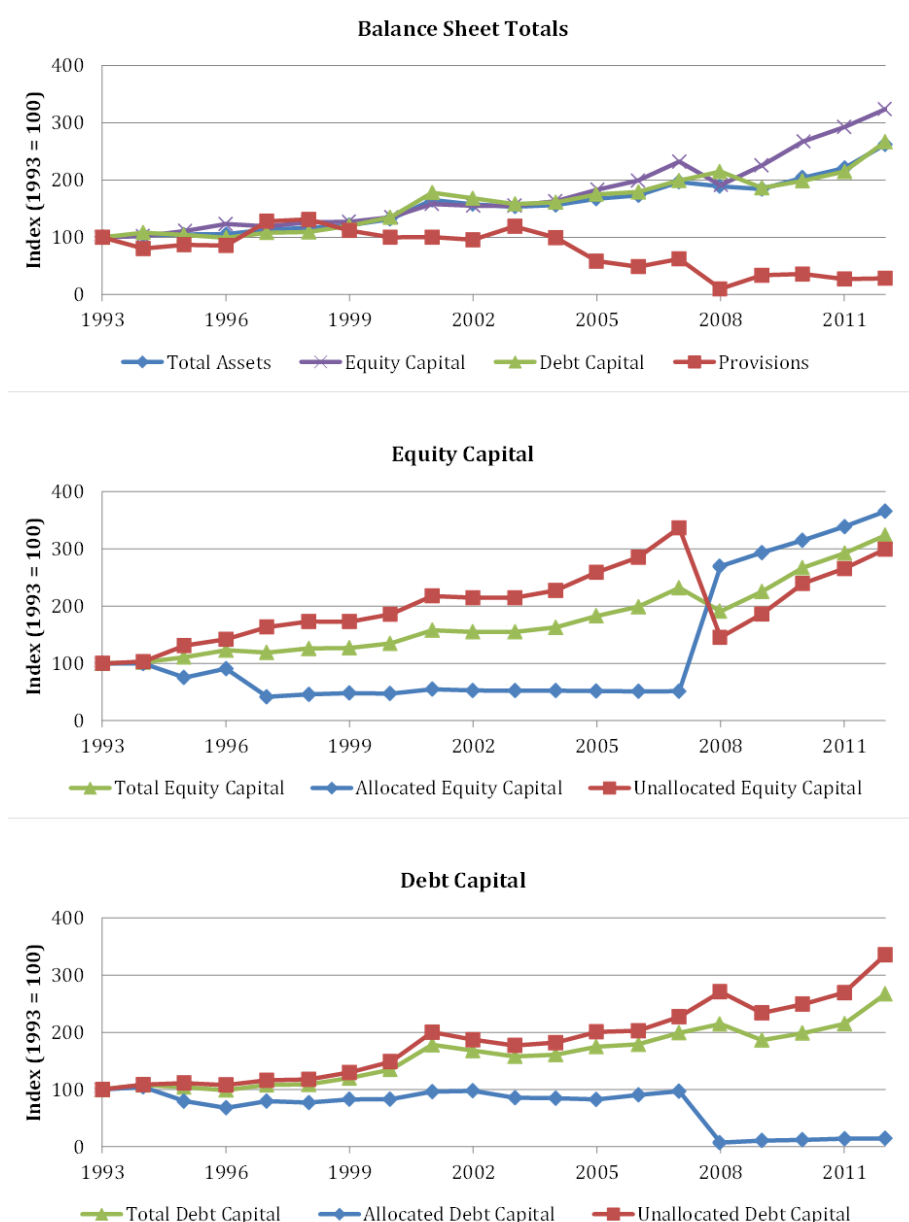 Balance Sheet Totals
400
300
200
100
0
Index (1993 = 100)
1993 1996 1999 2002 2005 2008 2011
Total Assets Equity Capital Debt Capital Provisions
Equity Capital
400
300
200
100
0
Index (1993 = 100)
1993 1996 1999 2002 2005 2008 2011
Total Equity Capital Allocated Equity Capital Unallocated Equity Capital
Debt Capital
400
300
200
100
0
Index (1993 = 100)
1993 1996 1999 2002 2005 2008 2011
Total Debt Capital Allocated Debt Capital Unallocated Debt Capital